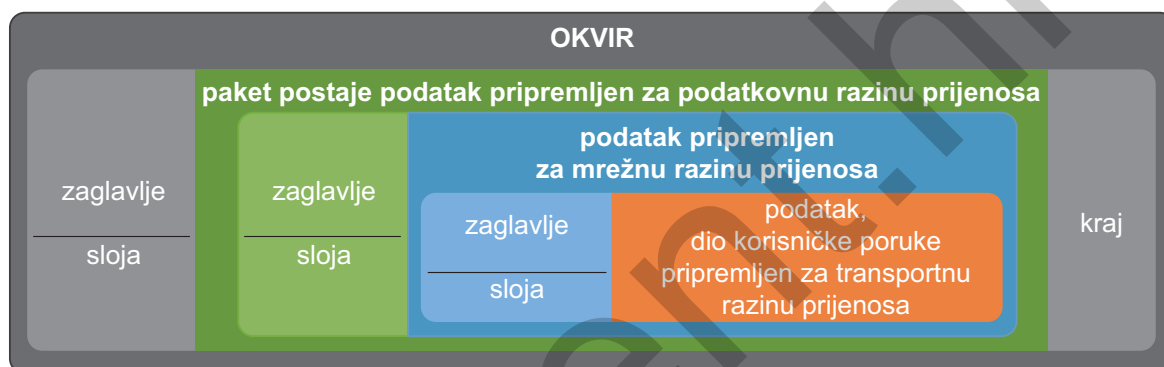 OKVIR
paket postaje podatak pripremljen za podatkovnu razinu prijenosa
podatak pripremljen
za mrežnu razinu prijenosa
zaglavlje
sloja
zaglavlje
sloja
zaglavlje
sloja
podatak,
dio korisničke poruke
pripremljen za transportnu
razinu prijenosa
kraj